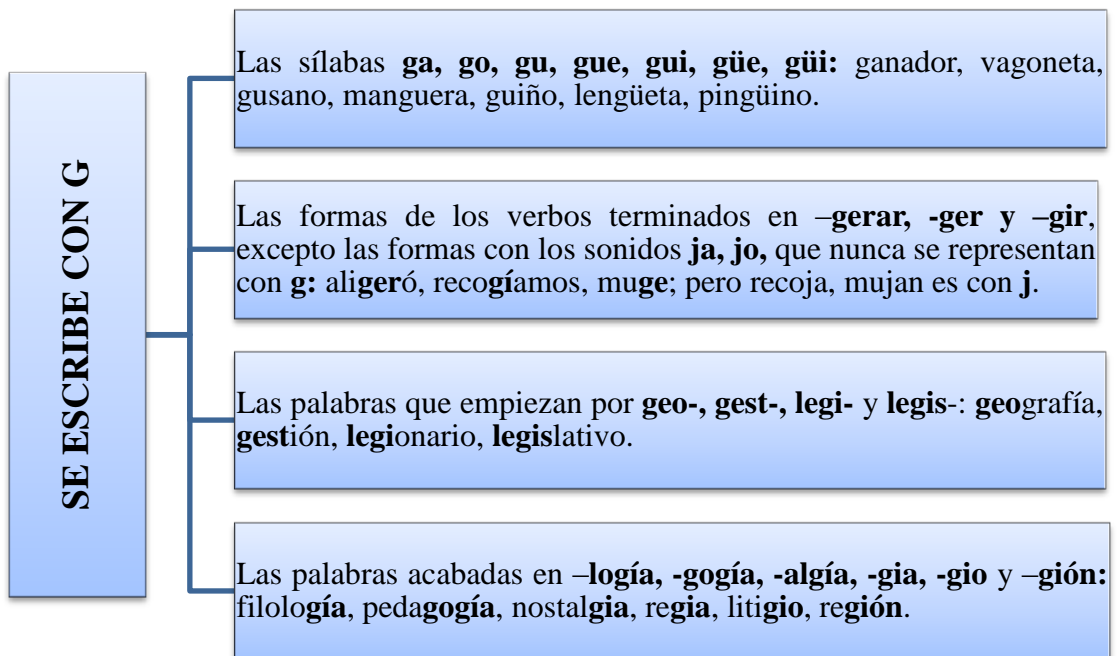 SE ESCRIBE CON G
Las sílabas ga, go, gu, gue, gui, güe, güi: ganador, vagoneta,
gusano, manguera, guiño, lengüeta, pingüino.
Las formas de los verbos terminados en –gerar, -ger y –gir,
excepto las formas con los sonidos ja, jo, que nunca se representan
con g: aligeró, recogíamos, muge; pero recoja, mujan es con j.
Las palabras que empiezan por geo-, gest-, legi- y legis-: geografía,
gestión, legionario, legislativo.
Las palabras acabadas en –logía, -gogía, -algía, -gia, -gio y –gión:
filología, pedagogía, nostalgia, regia, litigio, región.